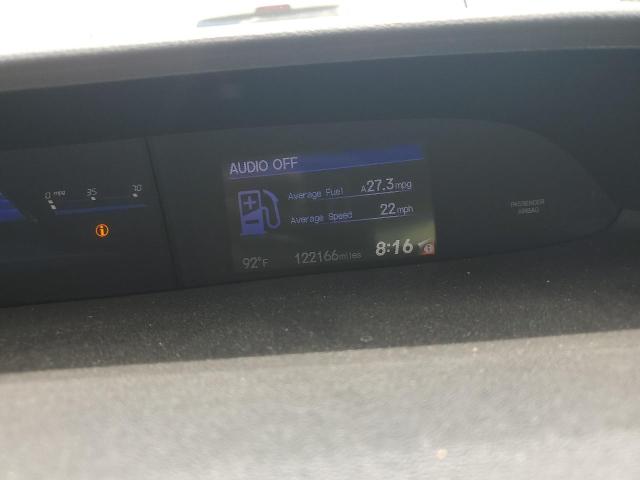 AUDIO OFF
0 mpg 35 70
Average Fuel A27.3mpg
Average Speed 22mph
92°F 122166miles 8:16
PASSENGER
AIRBAG